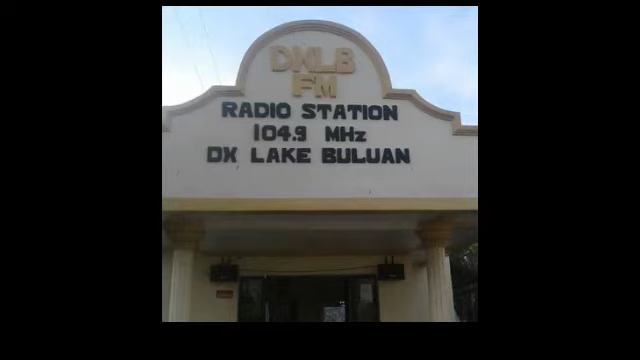 DXLB
FM
RADIO STATION
104.9 MHz
DX LAKE BULUAN